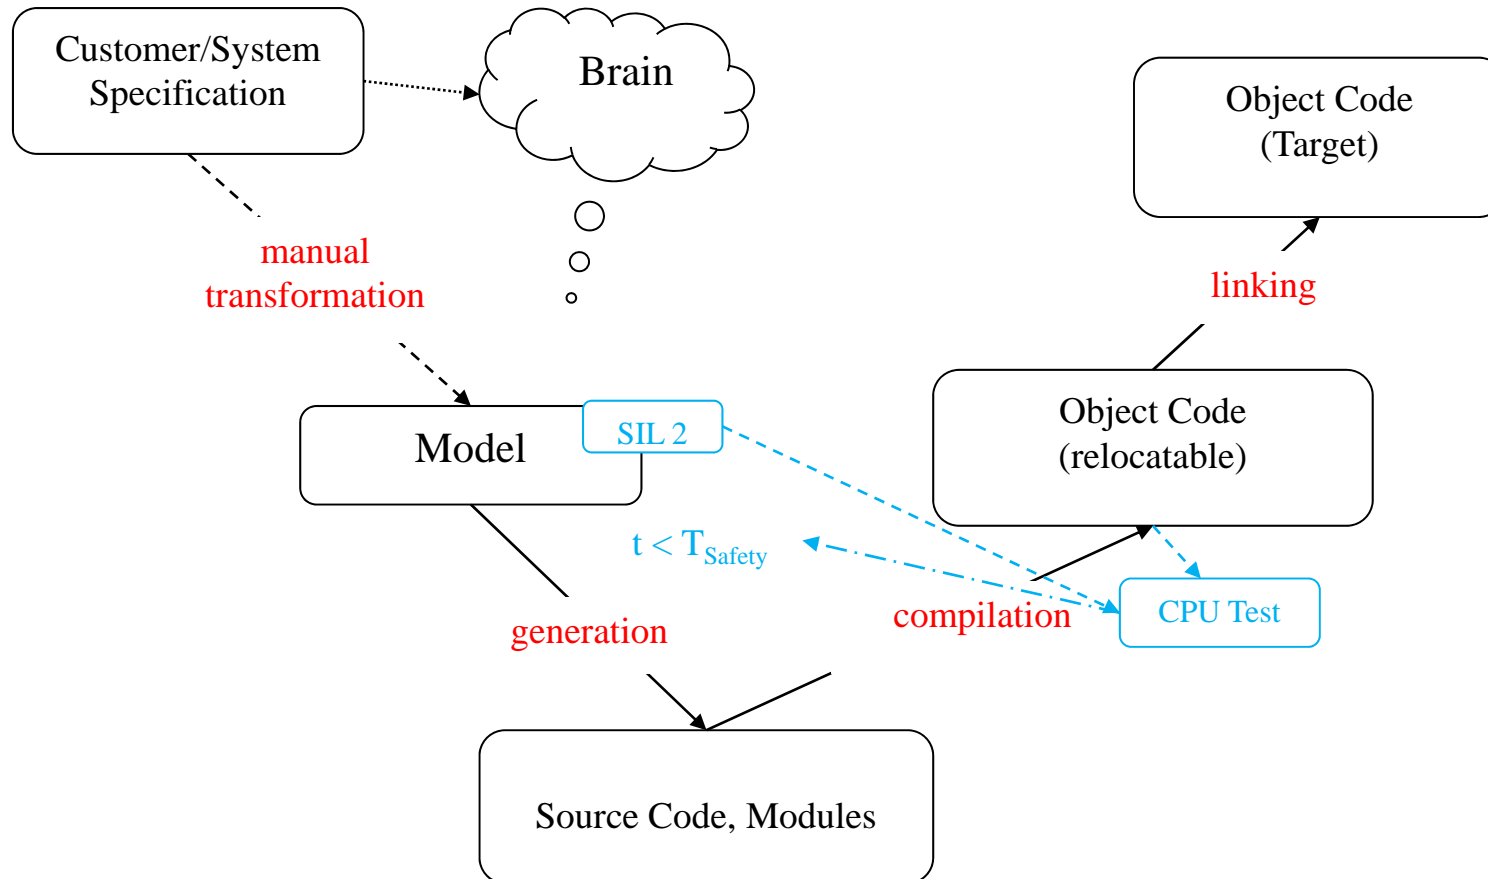 Customer/System
Specification
Brain
Object Code
(Target)
manual
transformation
linking
Model
SIL 2
Object Code
(relocatable)
t < T_Safety
generation
compilation
CPU Test
Source Code, Modules